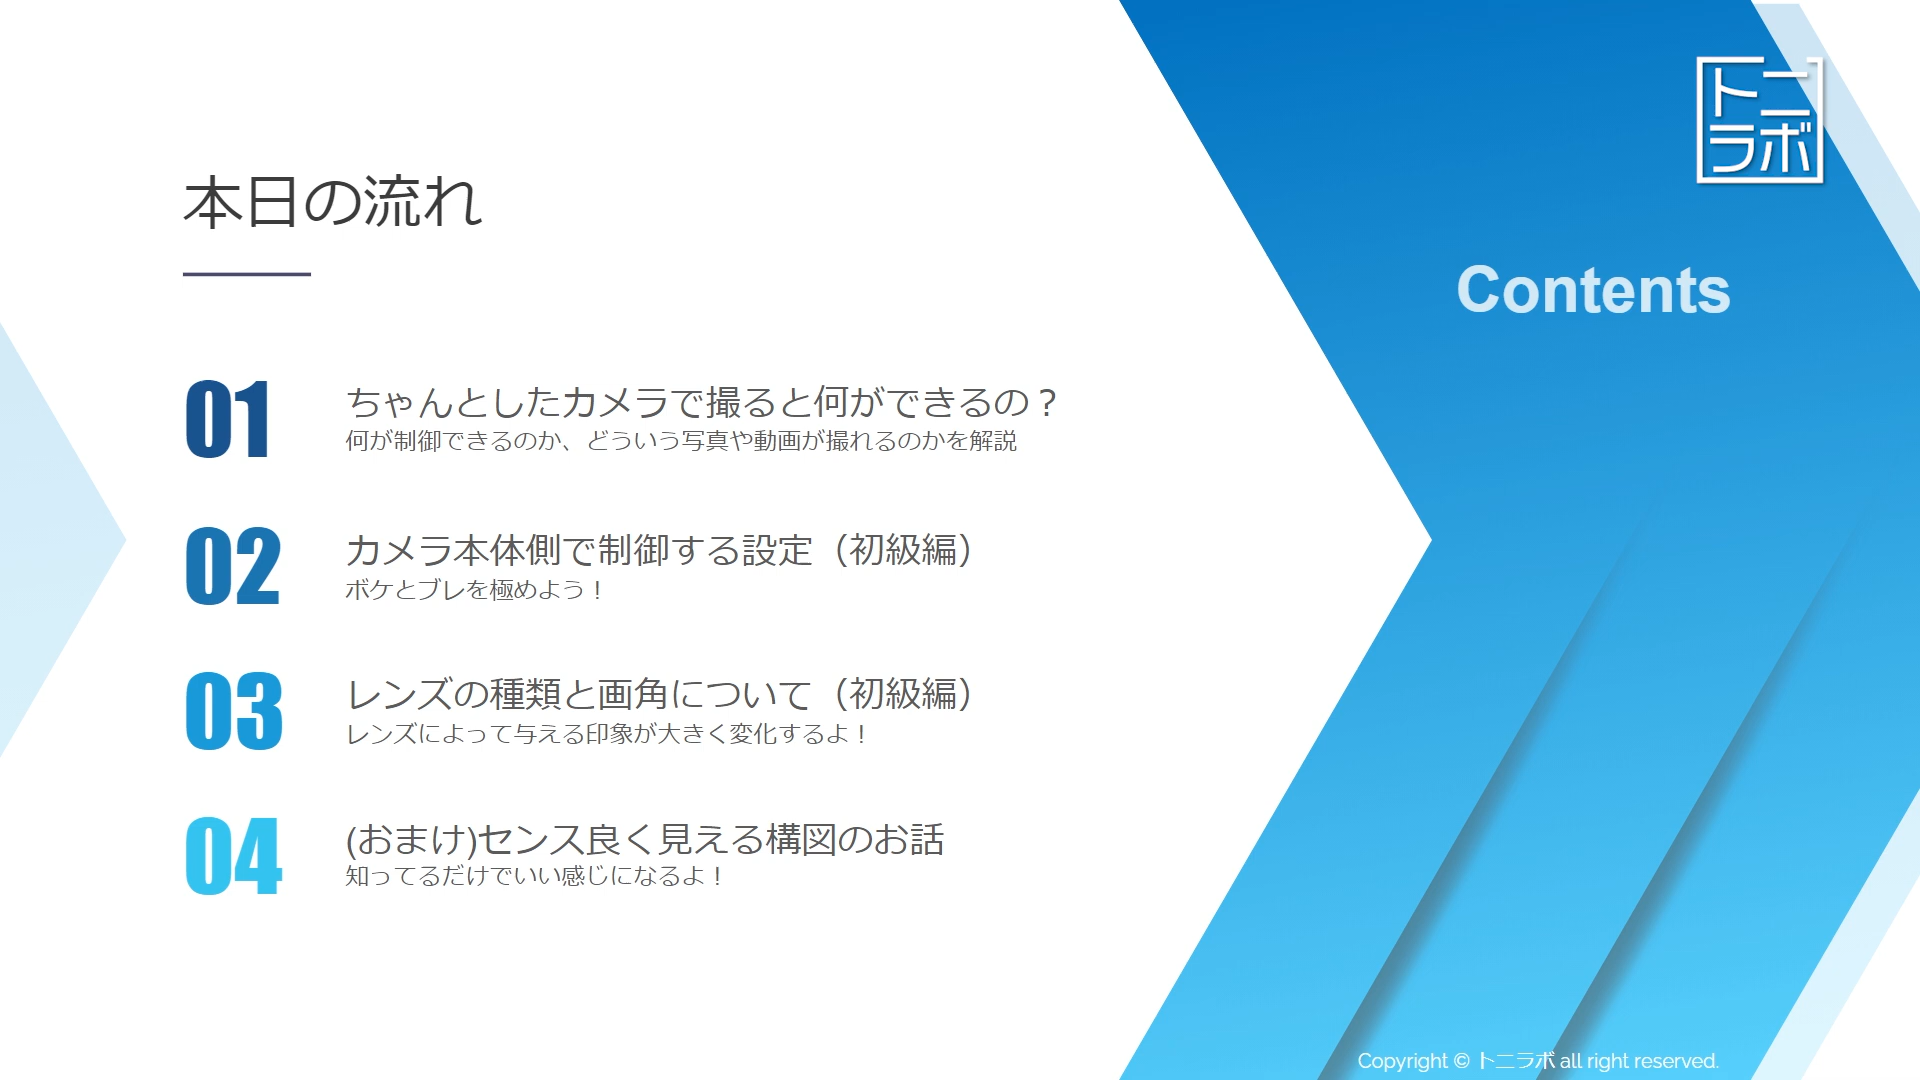 本日の流れ
01
ちゃんとしたカメラで撮ると何ができるの？
何が制御できるのか、どういう写真や動画が撮れるのかを解説
02
カメラ本体側で制御する設定（初級編）
ボケとブレを極めよう！
03
レンズの種類と画角について（初級編）
レンズによって与える印象が大きく変化するよ！
04
(おまけ)センス良く見える構図のお話
知ってるだけでいい感じになるよ！
トニ
ラボ
Contents
Copyright © トニラボ all right reserved.